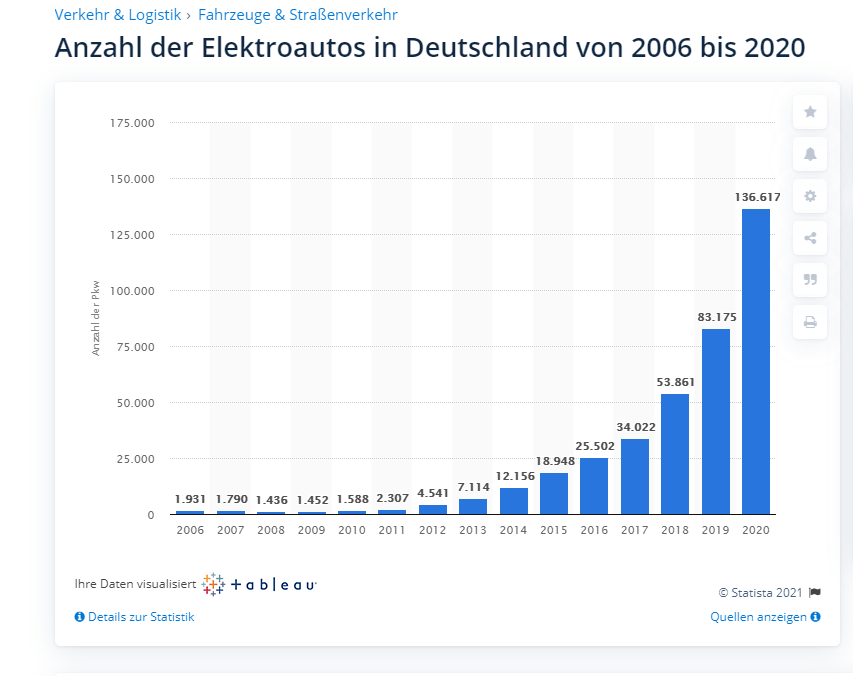 Verkehr & Logistik › Fahrzeuge & Straßenverkehr
Anzahl der Elektroautos in Deutschland von 2006 bis 2020
Anzahl der Pkw
175.000
150.000
125.000
100.000
75.000
50.000
25.000
0
1.931 1.790 1.436 1.452 1.588 2.307 4.541 7.114 12.156 18.948 25.502 34.022 53.861 83.175 136.617
2006 2007 2008 2009 2010 2011 2012 2013 2014 2015 2016 2017 2018 2019 2020
Ihre Daten visualisiert +ableau
© Statista 2021
Details zur Statistik
Quellen anzeigen